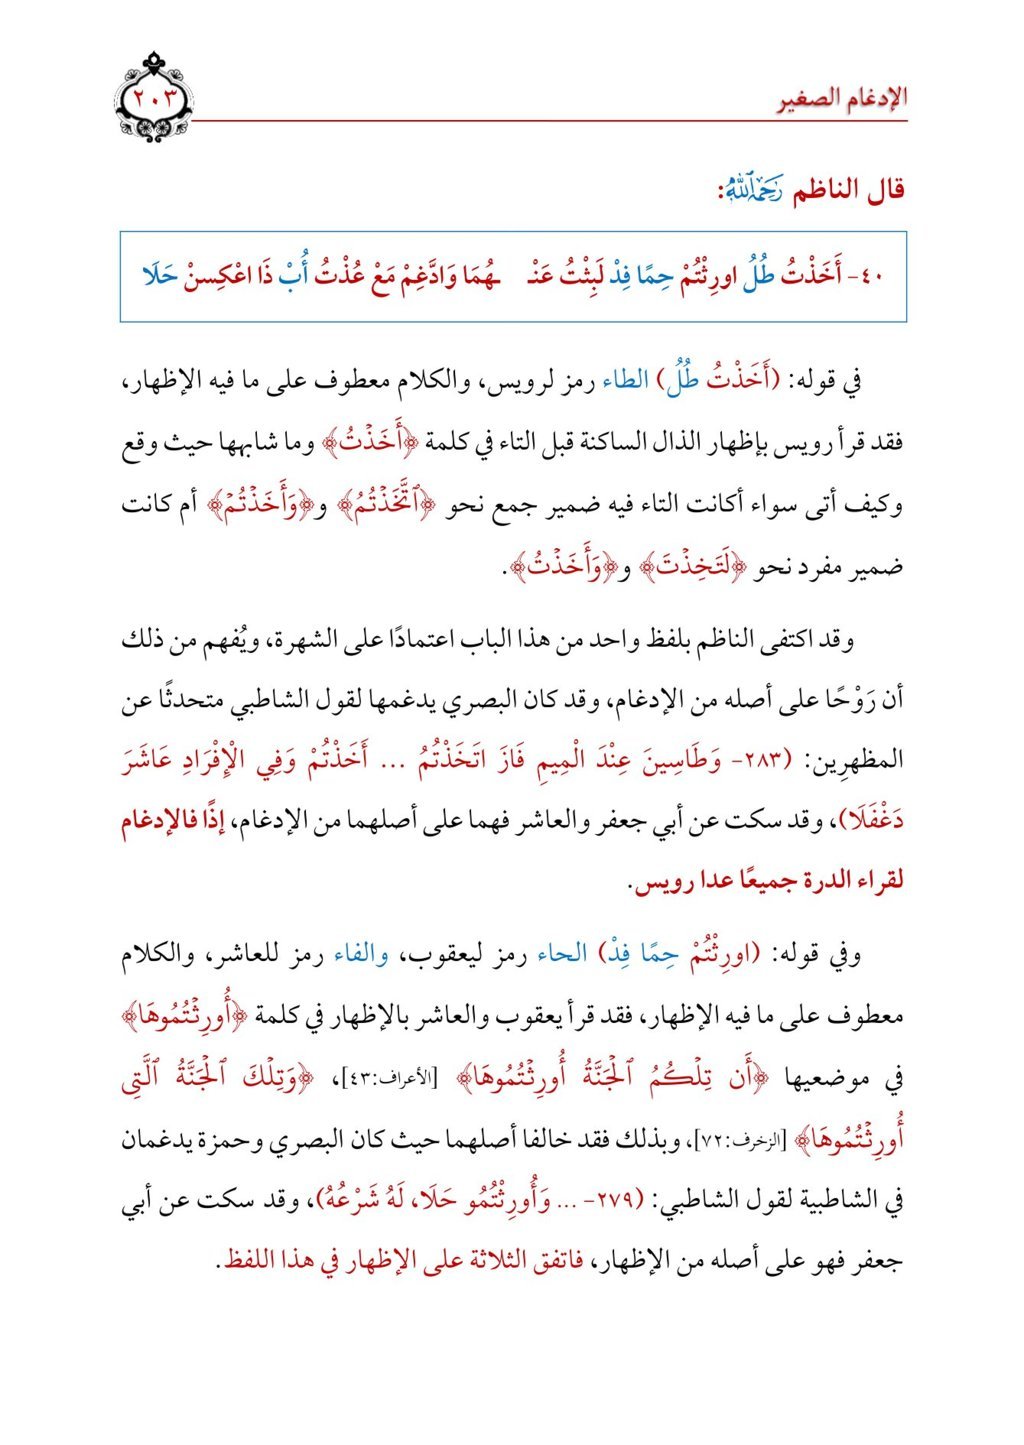 الإدغام الصغير
٢٠٣
قال الناظم رَحِمَهُ ٱللَّهُ:
٤٠- أَخَذْتُ طُلُ اورِثْتُمْ حِمًا فِدْ لَبِثْتُ عَنْـ ـهُمَا وَادَّغِمْ مَعْ عُذْتُ أُبْ ذَا اعْكِسنْ حَلَا
في قوله: (أَخَذْتُ طُلُ) الطاء رمز لرويس، والكلام معطوف على ما فيه الإظهار،
فقد قرأ رويس بإظهار الذال الساكنة قبل التاء في كلمة ﴿أَخَذْتُ﴾ وما شابهها حيث وقع
وكيف أتى سواء أكانت التاء فيه ضمير جمع نحو ﴿ٱتَّخَذْتُمُ﴾ و﴿وَأَخَذْتُمْ﴾ أم كانت
ضمير مفرد نحو ﴿لَتَخِذْتَ﴾ و﴿وَأَخَذْتُ﴾.
وقد اكتفى الناظم بلفظ واحد من هذا الباب اعتمادًا على الشهرة، ويُفهم من ذلك
أن رَوْحًا على أصله من الإدغام، وقد كان البصري يدغمها لقول الشاطبي متحدثًا عن
المظهرِين: (٢٨٣- وَطَاسِينَ عِنْدَ الْمِيمِ فَازَ اتَخَذْتُمُ ... أَخَذْتُمْ وَفِي الْإِفْرَادِ عَاشَرَ
دَغْفَلَا)، وقد سكت عن أبي جعفر والعاشر فهما على أصلهما من الإدغام، إذًا فالإدغام
لقراء الدرة جميعًا عدا رويس.
وفي قوله: (اورِثْتُمْ حِمًا فِدْ) الحاء رمز ليعقوب، والفاء رمز للعاشر، والكلام
معطوف على ما فيه الإظهار، فقد قرأ يعقوب والعاشر بالإظهار في كلمة ﴿أُورِثْتُمُوهَا﴾
في موضعيها ﴿أَن تِلْكُمُ ٱلْجَنَّةُ أُورِثْتُمُوهَا﴾ [الأعراف:٤٣]، ﴿وَتِلْكَ ٱلْجَنَّةُ ٱلَّتِى
أُورِثْتُمُوهَا﴾ [الزخرف:٧٢]، وبذلك فقد خالفا أصلهما حيث كان البصري وحمزة يدغمان
في الشاطبية لقول الشاطبي: (٢٧٩- ... وَأُورِثْتُمُو حَلَا، لَهُ شَرْعُهُ)، وقد سكت عن أبي
جعفر فهو على أصله من الإظهار، فاتفق الثلاثة على الإظهار في هذا اللفظ.